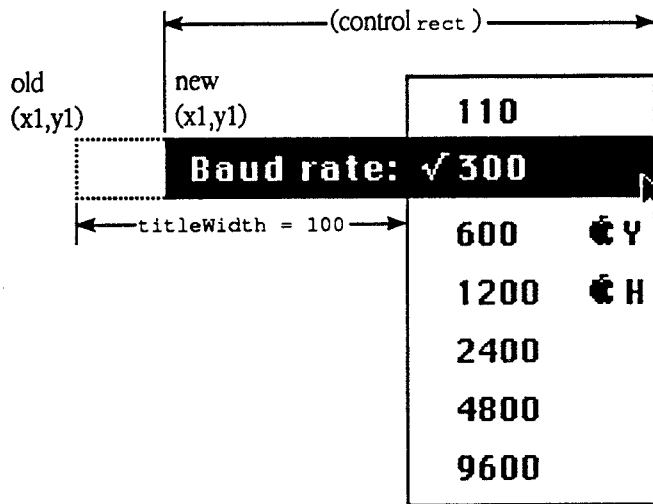 (control rect)
old
(x1,y1)
new
(x1,y1)
110
Baud rate: √ 300
titleWidth = 100
600 Y
1200 H
2400
4800
9600